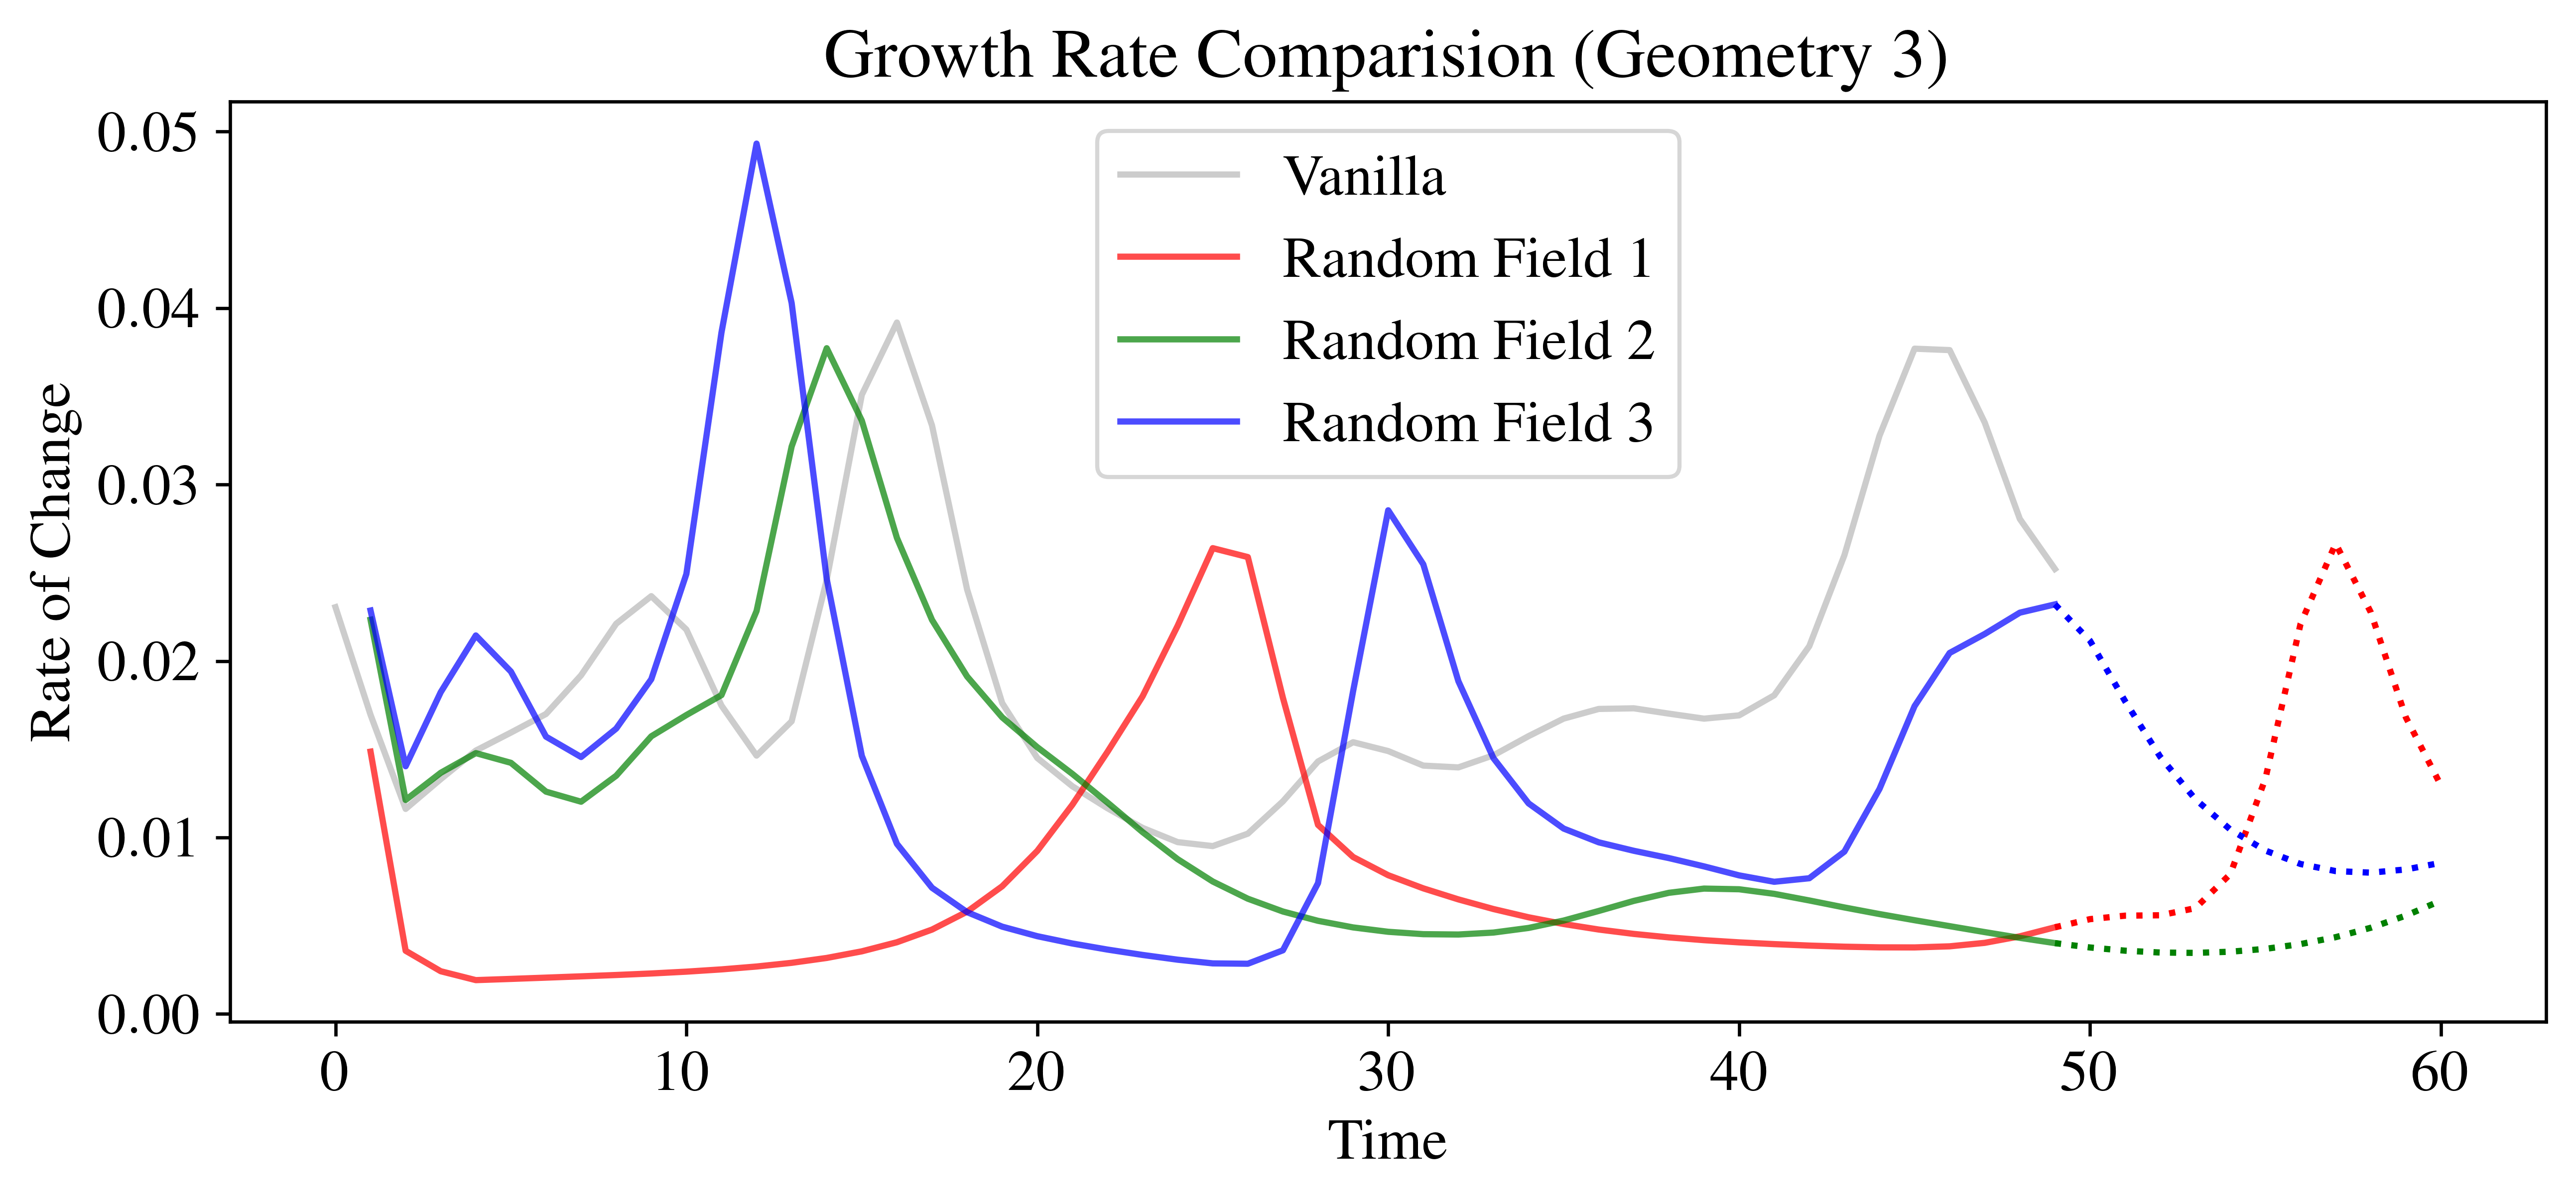 Growth Rate Comparision (Geometry 3)
Rate of Change
0.05
0.04
0.03
0.02
0.01
0.00
Vanilla
Random Field 1
Random Field 2
Random Field 3
0 10 20 30 40 50 60
Time